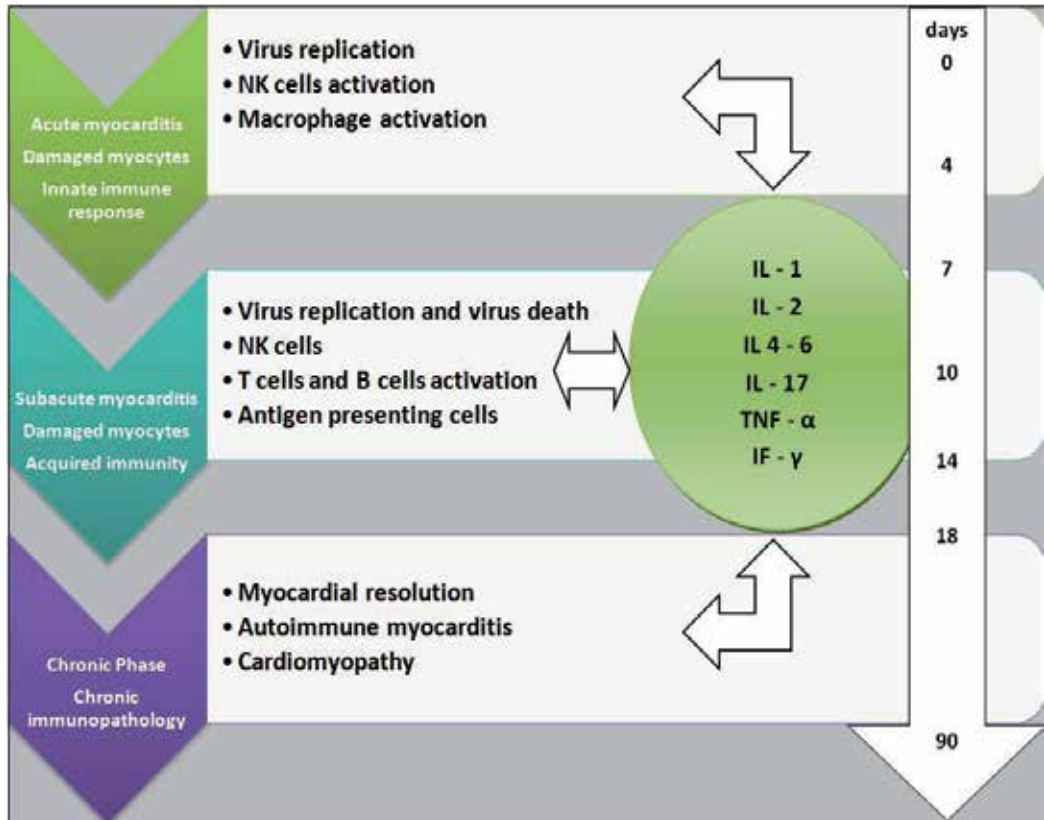 Acute myocarditis
Damaged myocytes
Innate immune
response
• Virus replication
• NK cells activation
• Macrophage activation
Subacute myocarditis
Damaged myocytes
Acquired immunity
• Virus replication and virus death
• NK cells
• T cells and B cells activation
• Antigen presenting cells
Chronic Phase
Chronic
immunopathology
• Myocardial resolution
• Autoimmune myocarditis
• Cardiomyopathy
IL - 1
IL - 2
IL 4 - 6
IL - 17
TNF - α
IF - γ
days
0
4
7
10
14
18
90